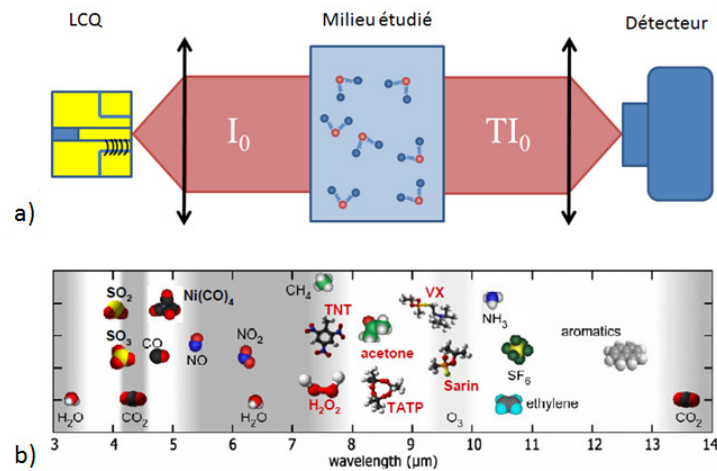 LCQ
Milieu étudié
Détecteur
I0
TI0
a)
SO2
Ni(CO)4
CH4
TNT
VX
NH3
aromatics
SO3
CO
NO
NO2
acetone
Sarin
SF6
H2O
CO2
H2O
H2O2
TATP
O3
ethylene
CO2
b)
3 4 5 6 7 8 9 10 11 12 13 14
wavelength (µm)